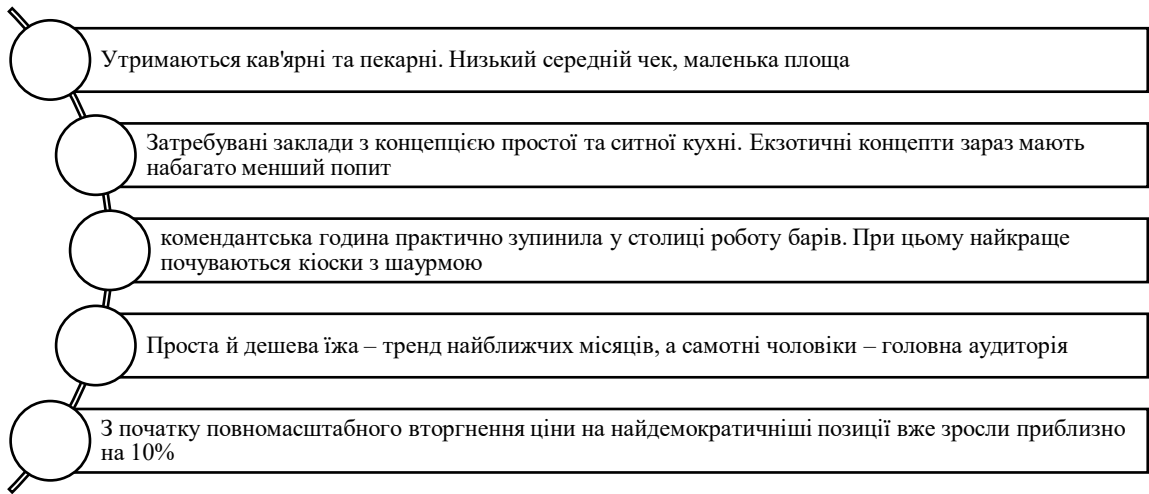 Утримаються кав'ярні та пекарні. Низький середній чек, маленька площа
Затребувані заклади з концепцією простої та ситної кухні. Екзотичні концепти зараз мають
набагато менший попит
комендантська година практично зупинила у столиці роботу барів. При цьому найкраще
почуваються кіоски з шаурмою
Проста й дешева їжа – тренд найближчих місяців, а самотні чоловіки – головна аудиторія
З початку повномасштабного вторгнення ціни на найдемократичніші позиції вже зросли приблизно
на 10%